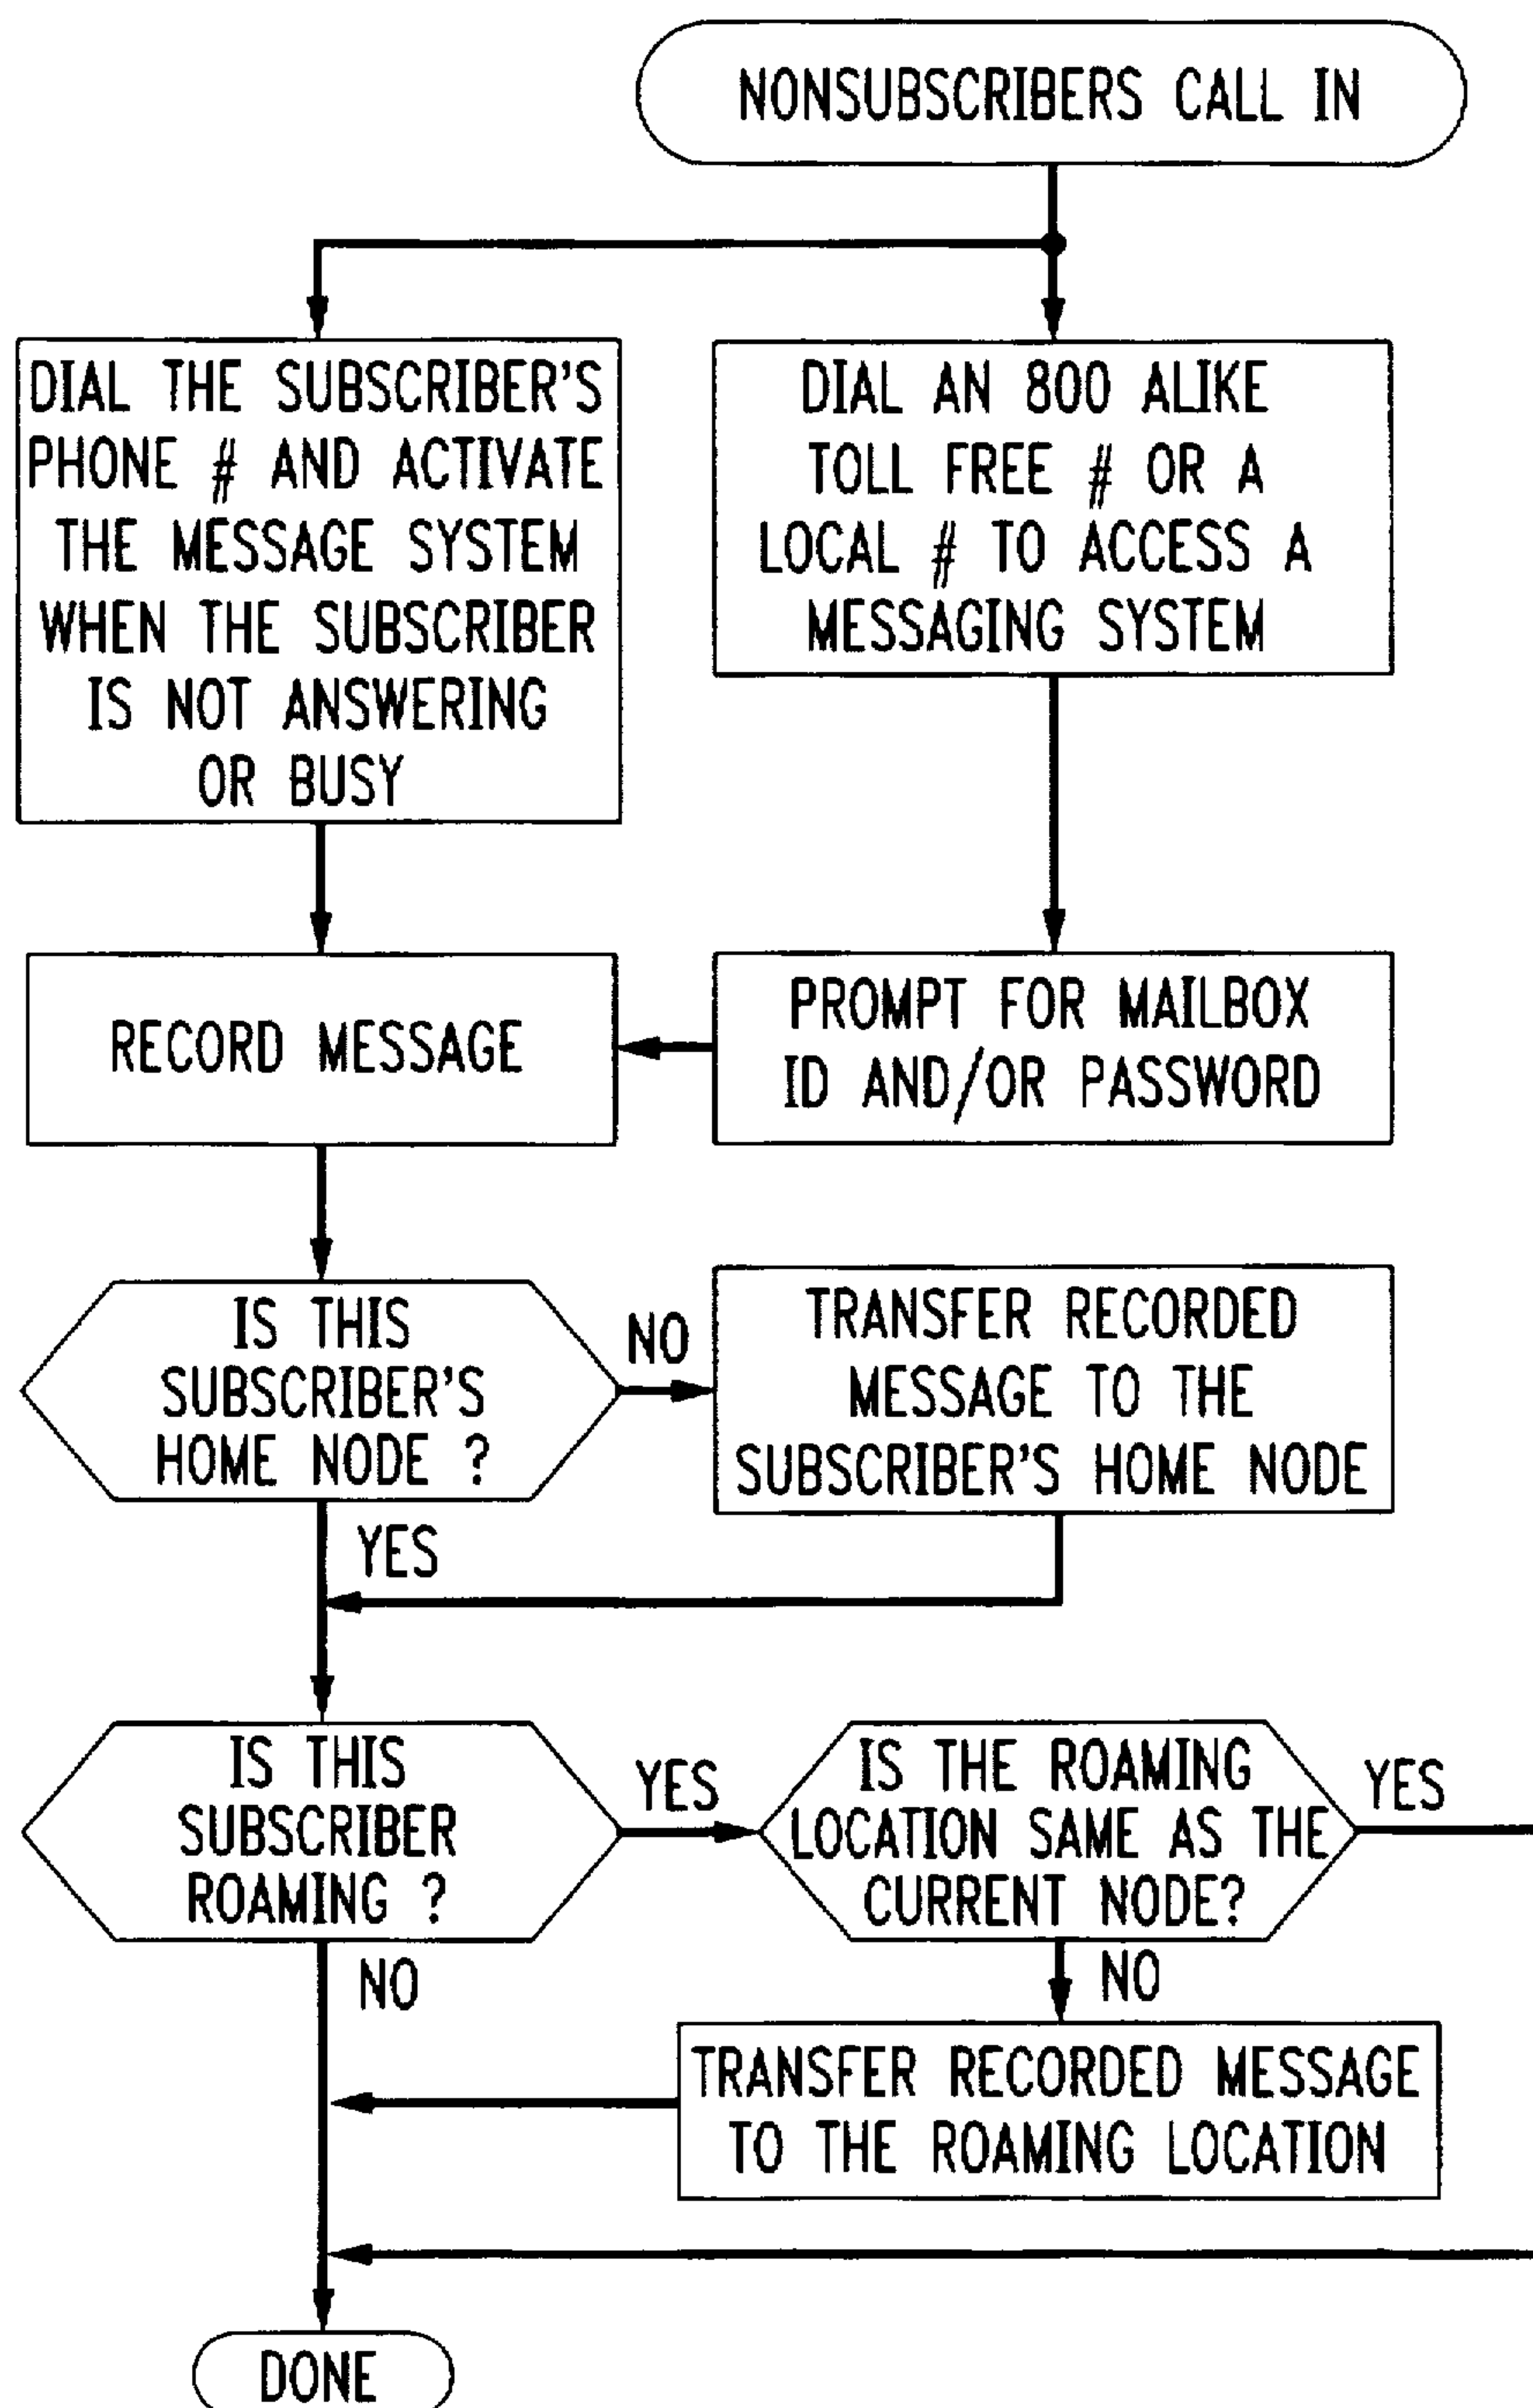 NONSUBSCRIBERS CALL IN
DIAL THE SUBSCRIBER'S
PHONE # AND ACTIVATE
THE MESSAGE SYSTEM
WHEN THE SUBSCRIBER
IS NOT ANSWERING
OR BUSY
DIAL AN 800 ALIKE
TOLL FREE # OR A
LOCAL # TO ACCESS A
MESSAGING SYSTEM
RECORD MESSAGE
PROMPT FOR MAILBOX
ID AND/OR PASSWORD
IS THIS
SUBSCRIBER'S
HOME NODE ?
NO
TRANSFER RECORDED
MESSAGE TO THE
SUBSCRIBER'S HOME NODE
YES
IS THIS
SUBSCRIBER
ROAMING ?
YES
IS THE ROAMING
LOCATION SAME AS THE
CURRENT NODE?
YES
NO
NO
TRANSFER RECORDED MESSAGE
TO THE ROAMING LOCATION
DONE